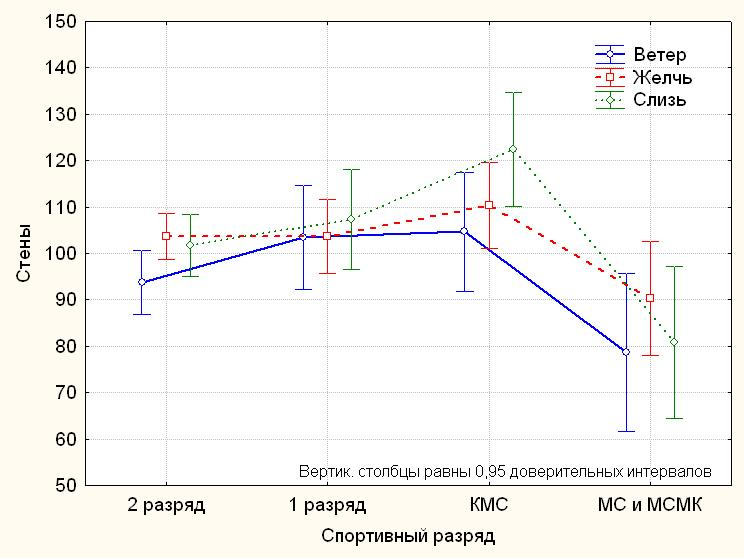 150
140
130
120
110
100
90
80
70
60
50
Стены
Ветер
Желчь
Слизь
Вертик. столбцы равны 0,95 доверительных интервалов
2 разряд 1 разряд КМС МС и МСМК
Спортивный разряд